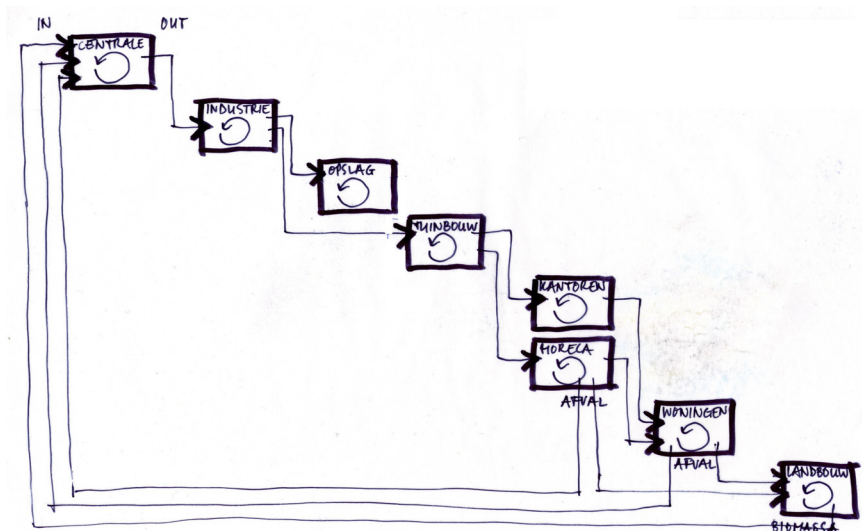 IN OUT
CENTRALE
INDUSTRIE
OPSLAG
TUINBOUW
KANTOREN
HORECA
AFVAL
WONINGEN
AFVAL
LANDBOUW
BIOMASSA